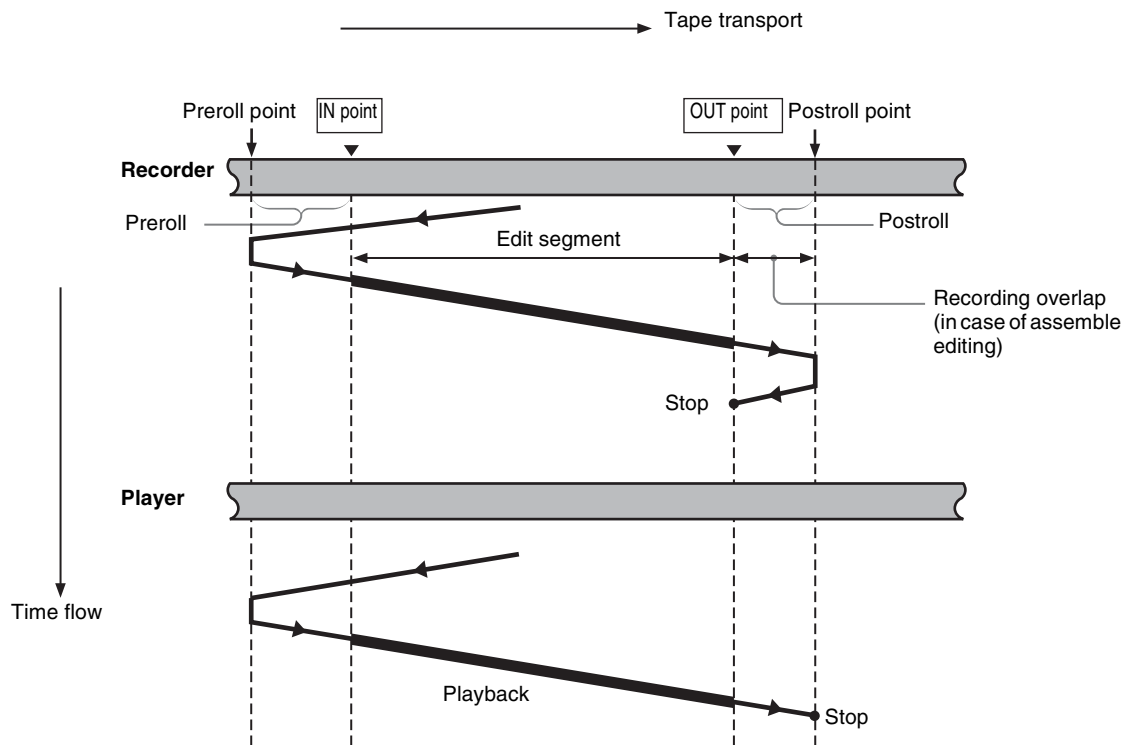 Tape transport
Preroll point
IN point
OUT point
Postroll point
Recorder
Preroll
Postroll
Edit segment
Recording overlap
(in case of assemble
editing)
Stop
Player
Time flow
Playback
Stop